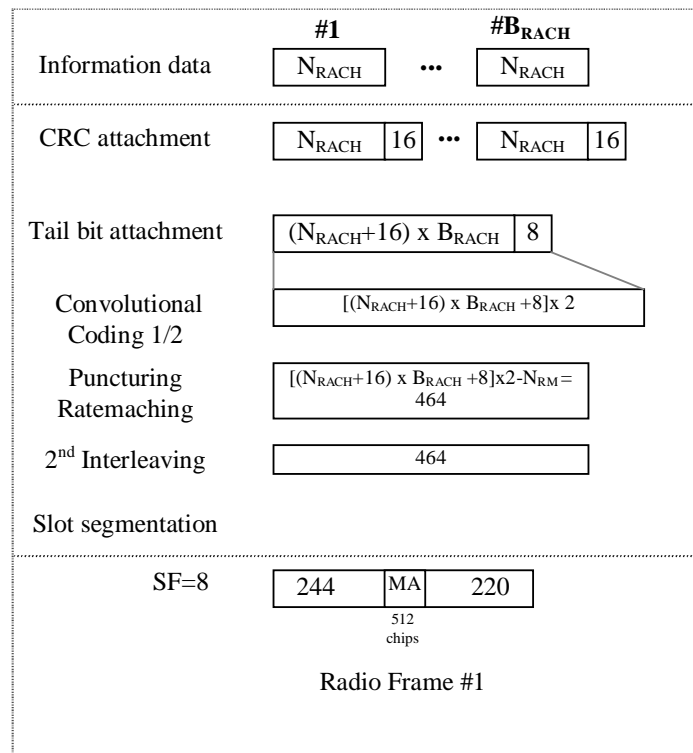 #1 #B_RACH
Information data N_RACH ... N_RACH
CRC attachment N_RACH 16 ... N_RACH 16
Tail bit attachment (N_RACH+16) x B_RACH 8
Convolutional
Coding 1/2
[(N_RACH+16) x B_RACH +8]x 2
Puncturing
Ratemaching
[(N_RACH+16) x B_RACH +8]x2-N_RM=
464
2nd Interleaving 464
Slot segmentation
SF=8 244 MA 220
512
chips
Radio Frame #1